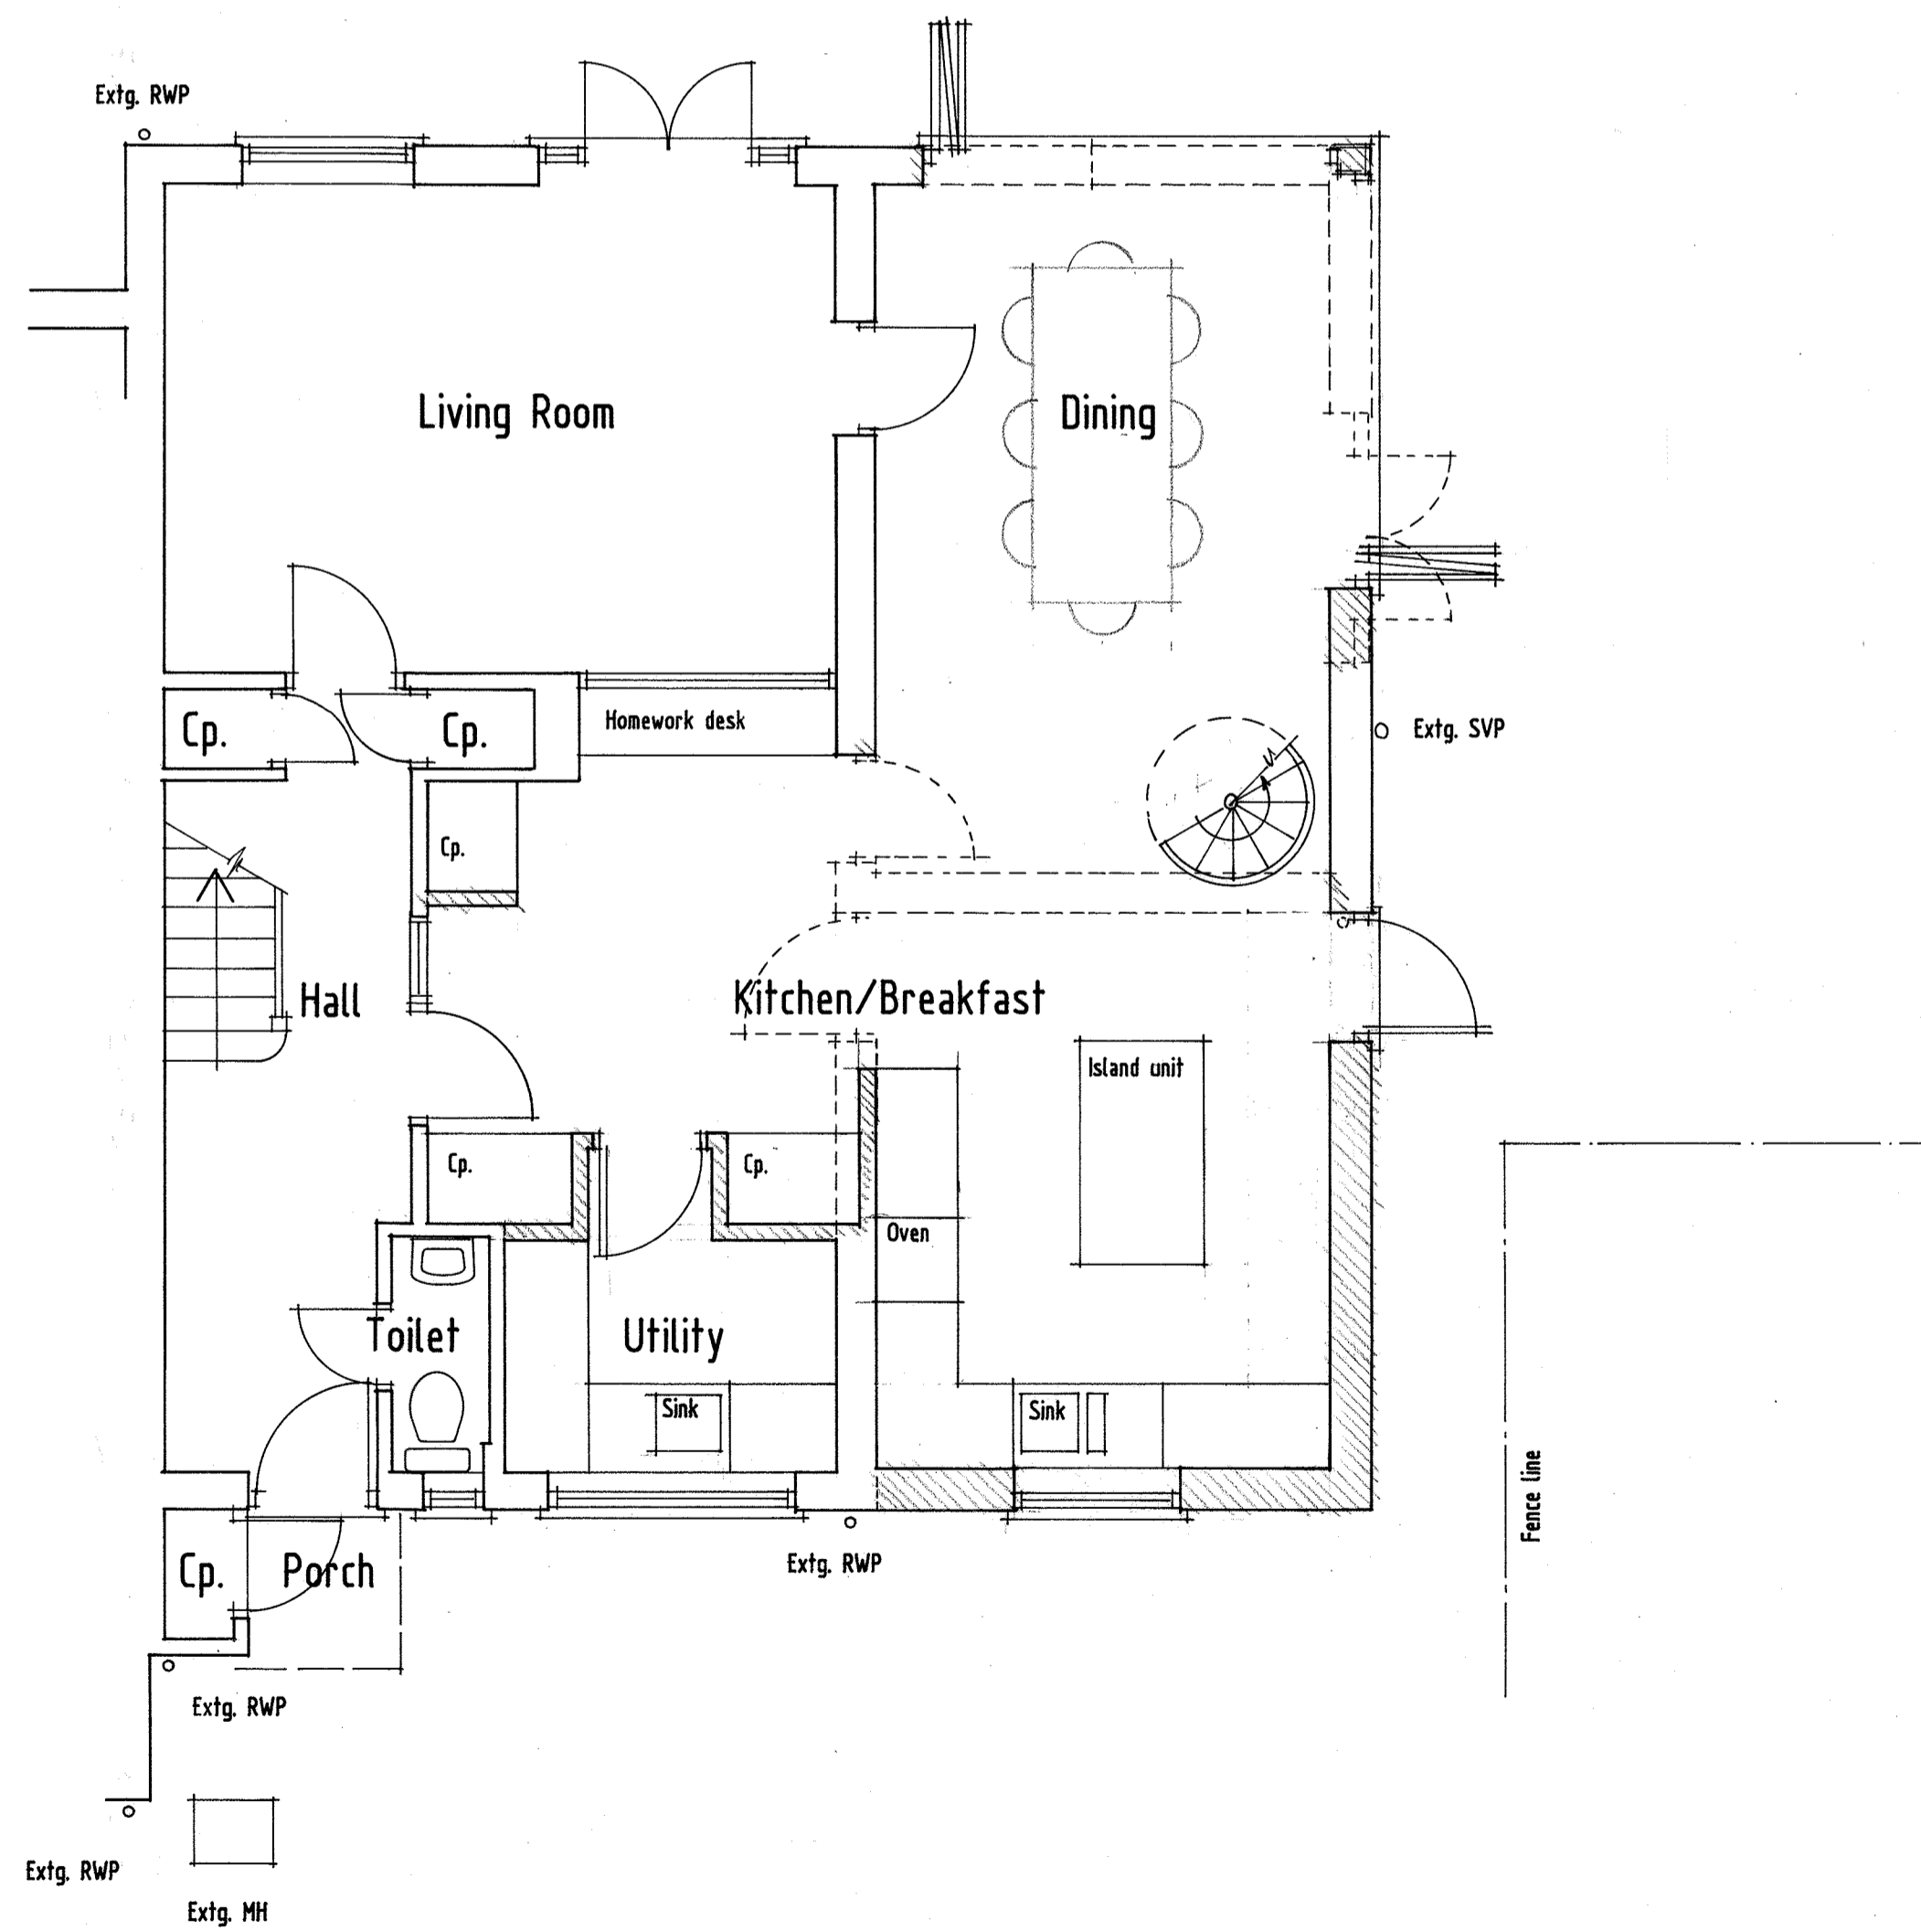 Extg. RWP
Living Room
Dining
Cp.
Cp.
Homework desk
Extg. SVP
Cp.
Hall
Kitchen/Breakfast
Island unit
Cp.
Cp.
Oven
Toilet
Utility
Sink
Sink
Fence line
Cp.
Porch
Extg. RWP
Extg. RWP
Extg. RWP
Extg. MH